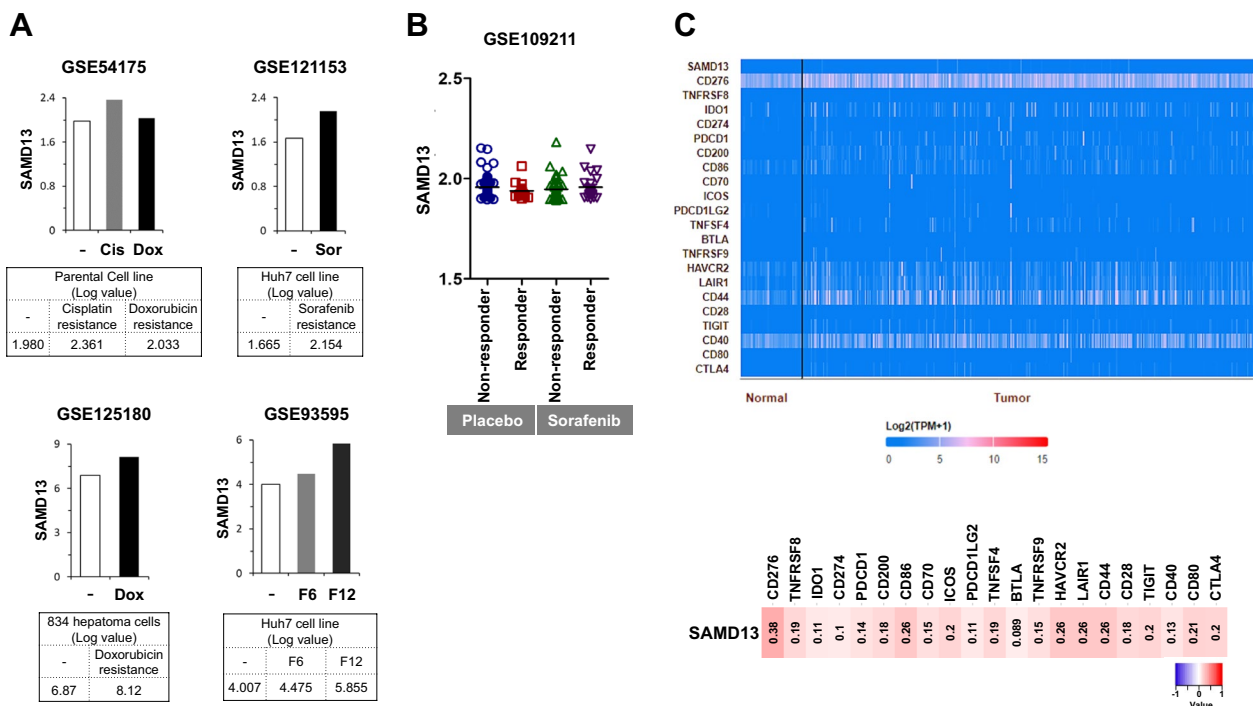 A
GSE54175
SAMD13
2.4
1.6
0.8
0
- Cis Dox
Parental Cell line
(Log value)
- Cisplatin resistance Doxorubicin resistance
1.980 2.361 2.033
GSE121153
2.4
1.6
0.8
0
- Sor
Huh7 cell line
(Log value)
- Sorafenib resistance
1.665 2.154
GSE125180
SAMD13
9
6
3
0
- Dox
834 hepatoma cells
(Log value)
- Doxorubicin resistance
6.87 8.12
GSE93595
SAMD13
6
4
2
0
- F6 F12
Huh7 cell line
(Log value)
- F6 F12
4.007 4.475 5.855
B
GSE109211
SAMD13
2.5
2.0
1.5
Non-responder
Responder
Non-responder
Responder
Placebo Sorafenib
C
SAMD13
CD276
TNFRSF8
IDO1
CD274
PDCD1
CD200
CD86
CD70
ICOS
PDCD1LG2
TNFSF4
BTLA
TNFRSF9
HAVCR2
LAIR1
CD44
CD28
TIGIT
CD40
CD80
CTLA4
Normal Tumor
Log2(TPM+1)
0 5 10 15
CD276 TNFRSF8 IDO1 CD274 PDCD1 CD200 CD86 CD70 ICOS PDCD1LG2 TNFSF4 BTLA TNFRSF9 HAVCR2 LAIR1 CD44 CD28 TIGIT CD40 CD80 CTLA4
SAMD13 0.38 0.19 0.11 0.1 0.14 0.18 0.26 0.15 0.2 0.11 0.19 0.089 0.15 0.26 0.26 0.26 0.18 0.2 0.13 0.21 0.2
-1 0 1
Value